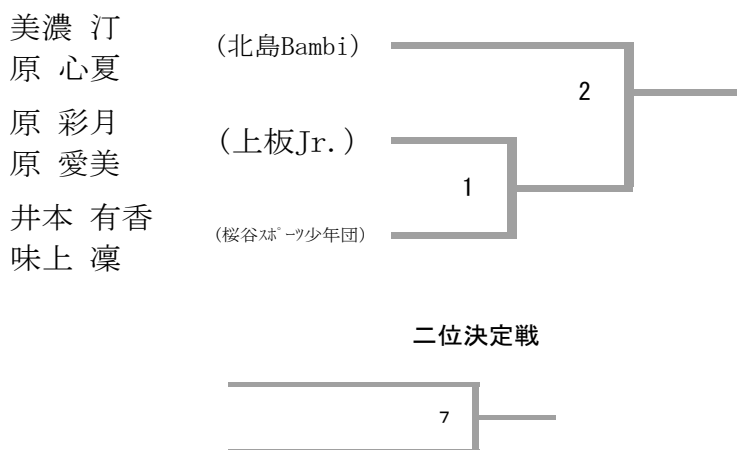 美濃 汀
原 心夏
(北島Bambi)
2
原 彩月
原 愛美
(上板Jr.)
1
井本 有香
味上 凜
(桜谷ｽﾎﾟｰﾂ少年団)
二位決定戦
7